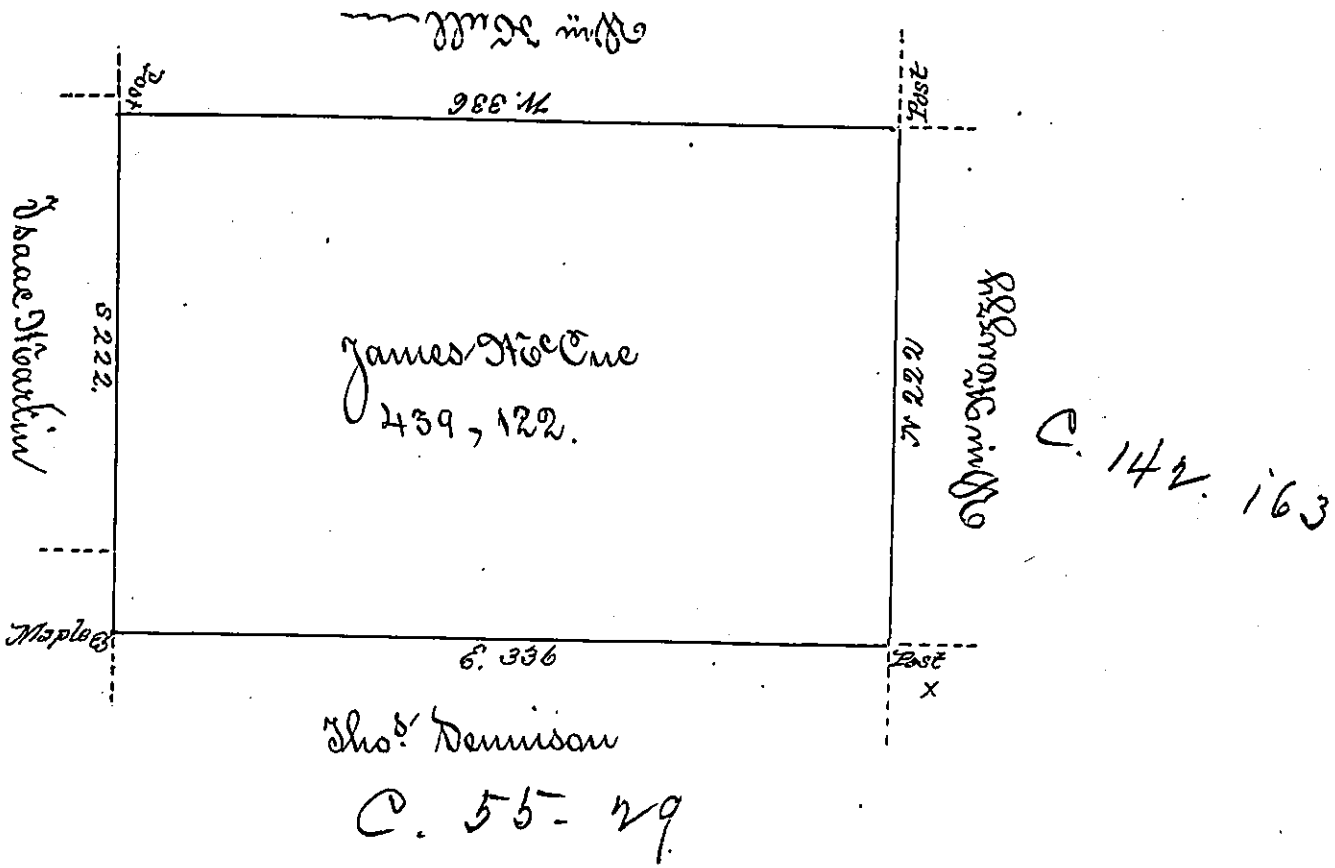 Wm Hull
Post
Post
W. 336
Isaac Martin
S 222.
James McCue
439, 122.
N 222
C. 142. 163
Maple
E. 336
Post
X
Thos. Dennison
C. 55-29